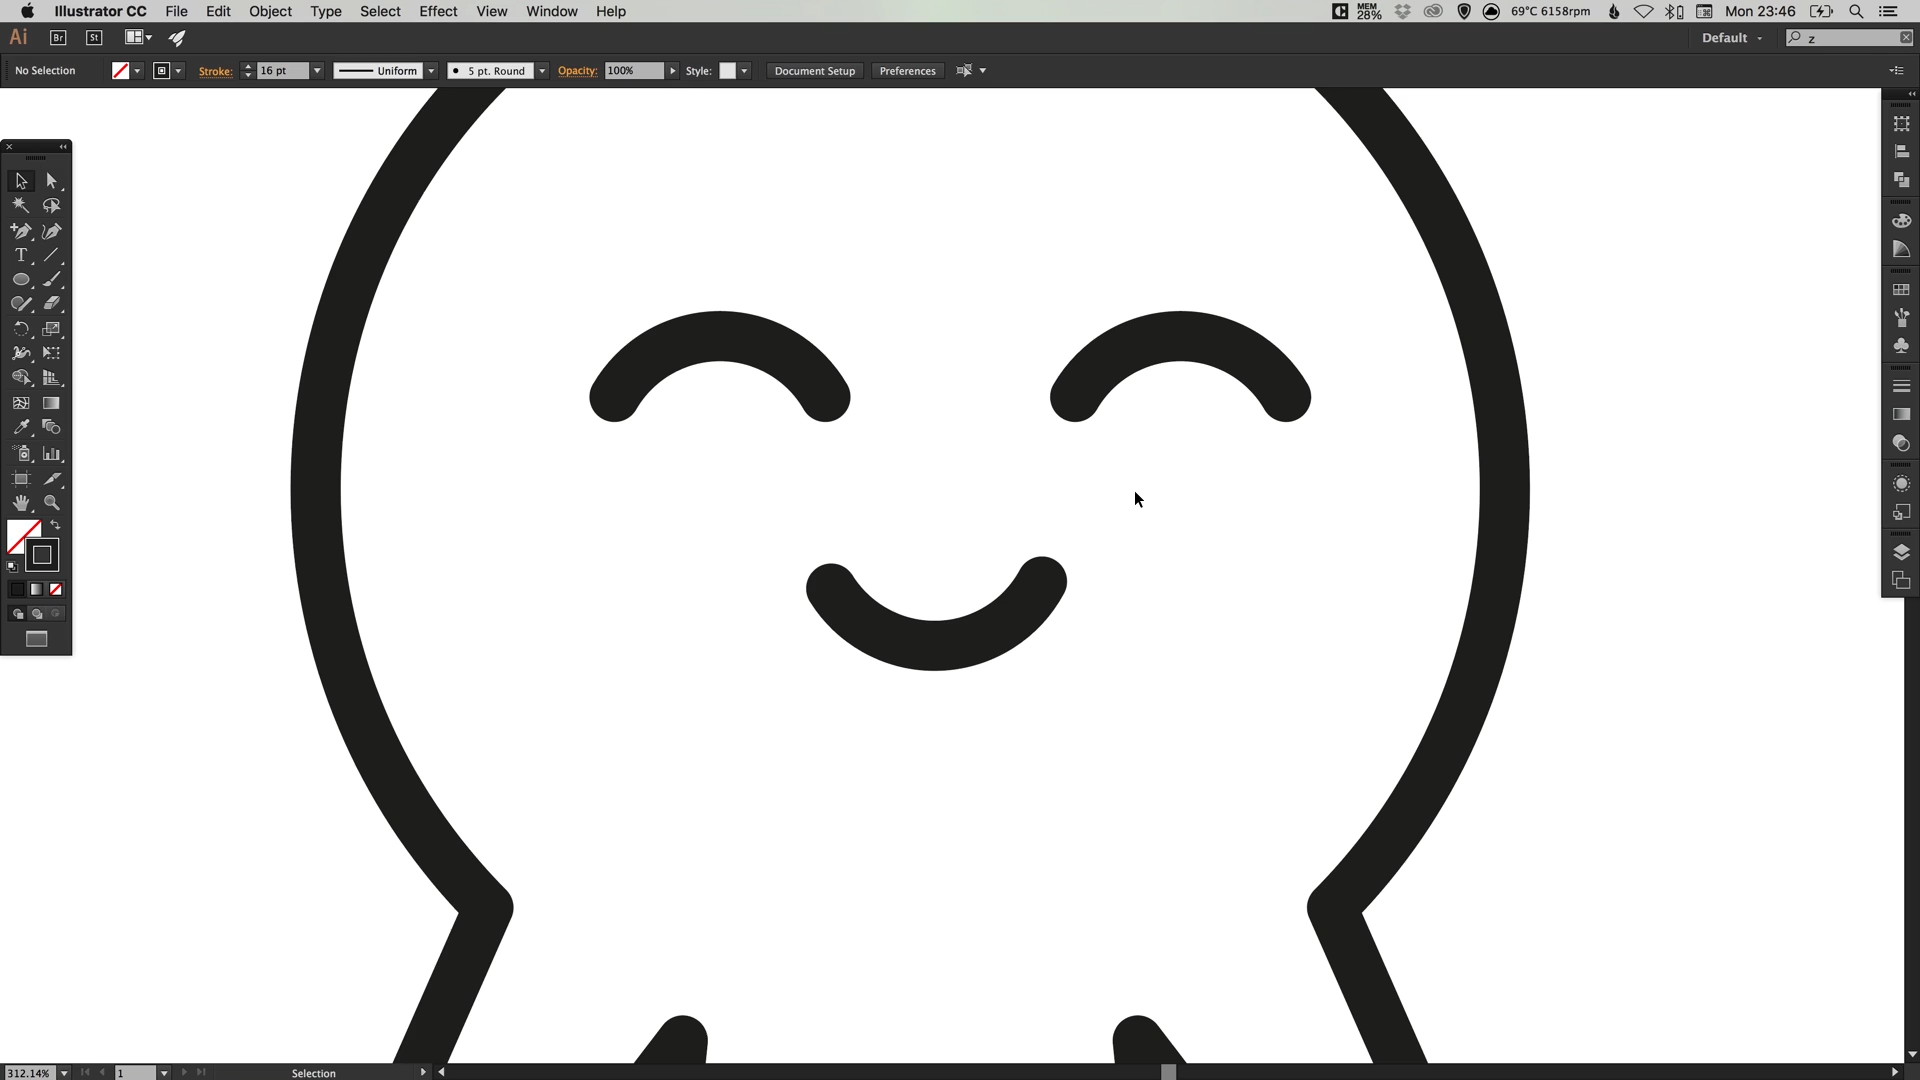 Illustrator CC File Edit Object Type Select Effect View Window Help MEM 28% 69°C 6158rpm Mon 23:46
Ai Br St Default z
No Selection Stroke: 16 pt Uniform 5 pt. Round Opacity: 100% Style: Document Setup Preferences
T
312.14% 1 Selection